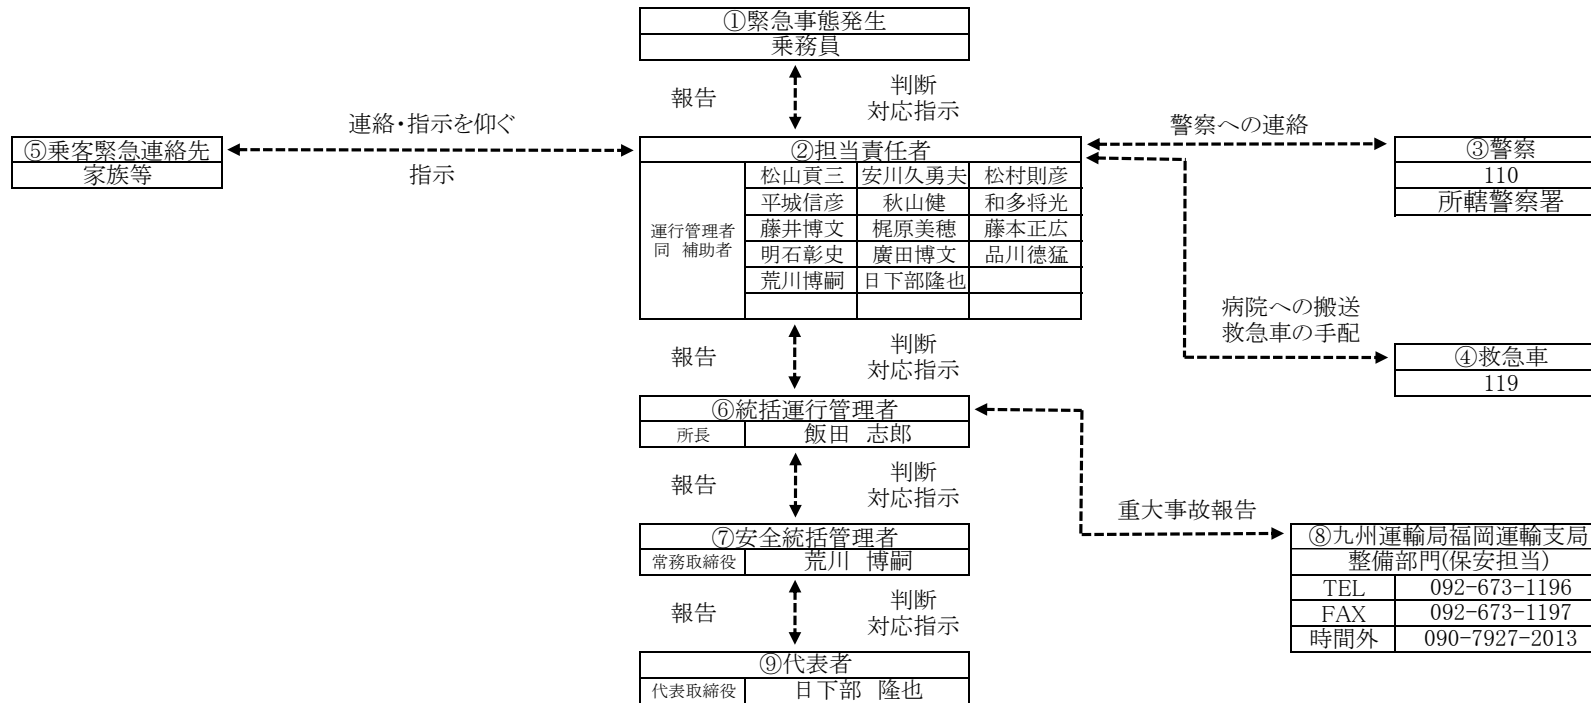 ①緊急事態発生
乗務員
報告
判断
対応指示
連絡・指示を仰ぐ
指示
⑤乗客緊急連絡先
家族等
②担当責任者
運行管理者
同　補助者
松山貢三 安川久勇夫 松村則彦
平城信彦 秋山健 和多将光
藤井博文 梶原美穂 藤本正広
明石彰史 廣田博文 品川德猛
荒川博嗣 日下部隆也
警察への連絡
③警察
110
所轄警察署
病院への搬送
救急車の手配
④救急車
119
報告
判断
対応指示
⑥統括運行管理者
所長 飯田　志郎
報告
判断
対応指示
重大事故報告
⑦安全統括管理者
常務取締役 荒川　博嗣
⑧九州運輸局福岡運輸支局
整備部門(保安担当)
TEL 092-673-1196
FAX 092-673-1197
時間外 090-7927-2013
報告
判断
対応指示
⑨代表者
代表取締役 日下部　隆也